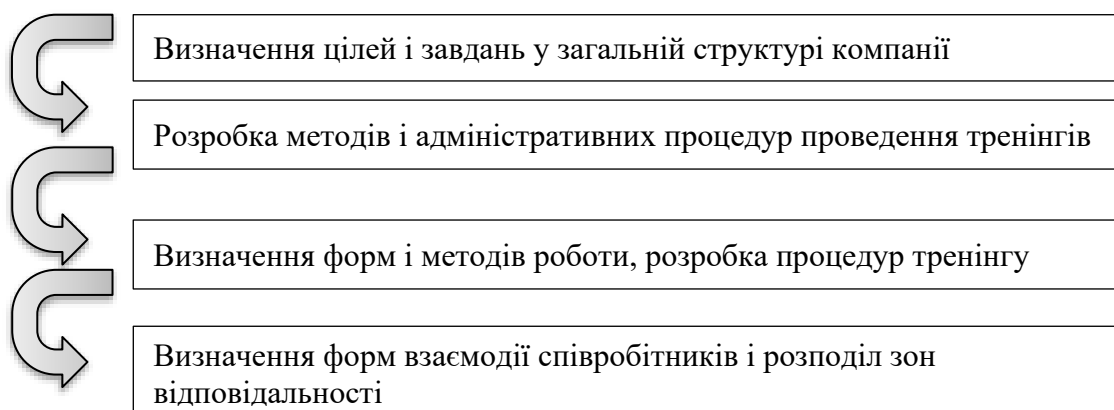 Визначення цілей і завдань у загальній структурі компанії
Розробка методів і адміністративних процедур проведення тренінгів
Визначення форм і методів роботи, розробка процедур тренінгу
Визначення форм взаємодії співробітників і розподіл зон
відповідальності